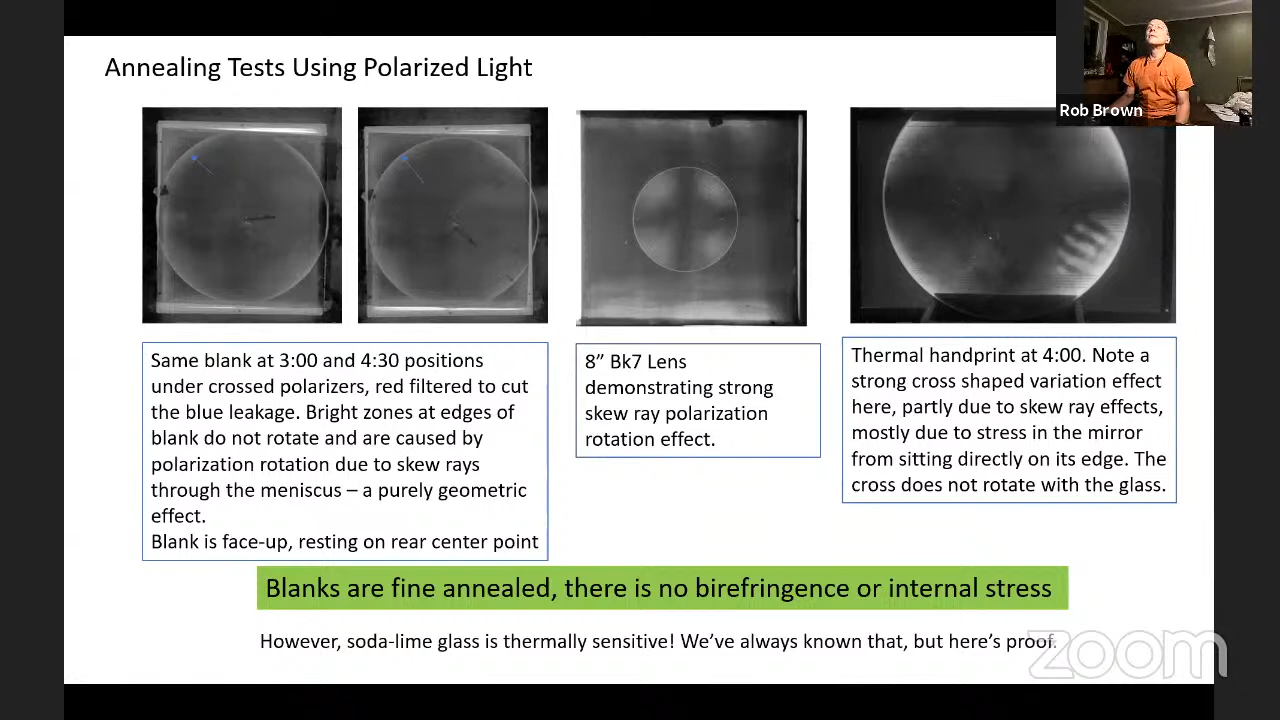 Annealing Tests Using Polarized Light
Rob Brown
Same blank at 3:00 and 4:30 positions
under crossed polarizers, red filtered to cut
the blue leakage. Bright zones at edges of
blank do not rotate and are caused by
polarization rotation due to skew rays
through the meniscus – a purely geometric
effect.
Blank is face-up, resting on rear center point
8” Bk7 Lens
demonstrating strong
skew ray polarization
rotation effect.
Thermal handprint at 4:00. Note a
strong cross shaped variation effect
here, partly due to skew ray effects,
mostly due to stress in the mirror
from sitting directly on its edge. The
cross does not rotate with the glass.
Blanks are fine annealed, there is no birefringence or internal stress
However, soda-lime glass is thermally sensitive! We’ve always known that, but here’s proof.
zoom